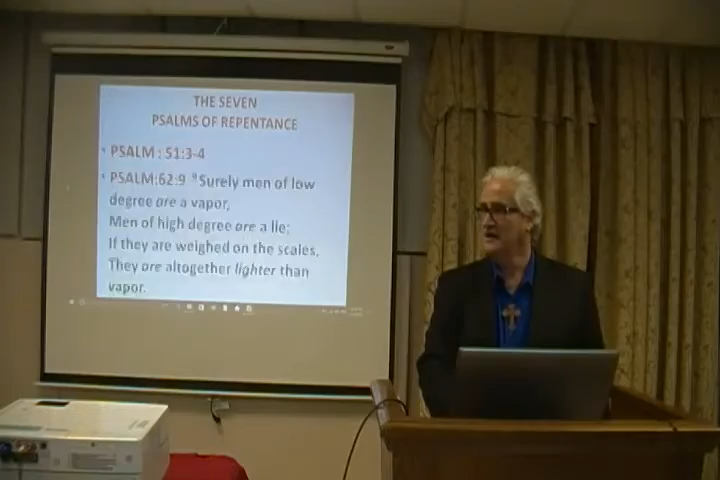 THE SEVEN
PSALMS OF REPENTANCE
• PSALM : 51:3-4
• PSALM:62:9 "Surely men of low
degree are a vapor,
Men of high degree are a lie;
If they are weighed on the scales,
They are altogether lighter than
vapor.